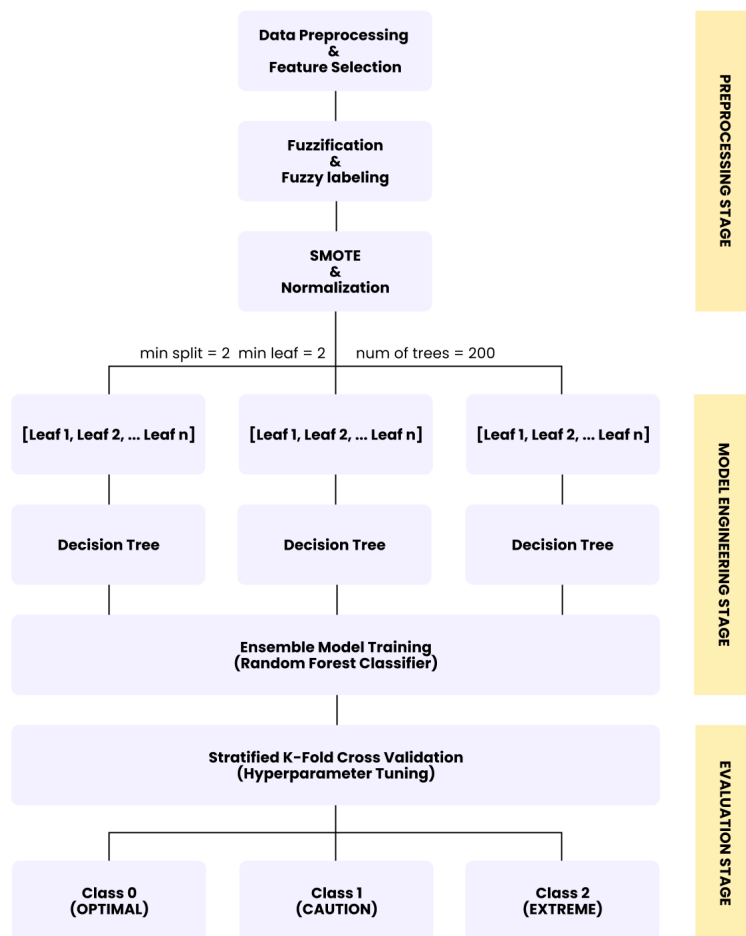 Data Preprocessing
&
Feature Selection
Fuzzification
&
Fuzzy labeling
SMOTE
&
Normalization
PREPROCESSING STAGE
min split = 2 min leaf = 2 num of trees = 200
[Leaf 1, Leaf 2, ... Leaf n] [Leaf 1, Leaf 2, ... Leaf n] [Leaf 1, Leaf 2, ... Leaf n]
Decision Tree Decision Tree Decision Tree
Ensemble Model Training
(Random Forest Classifier)
MODEL ENGINEERING STAGE
Stratified K-Fold Cross Validation
(Hyperparameter Tuning)
Class 0 Class 1 Class 2
(OPTIMAL) (CAUTION) (EXTREME)
EVALUATION STAGE